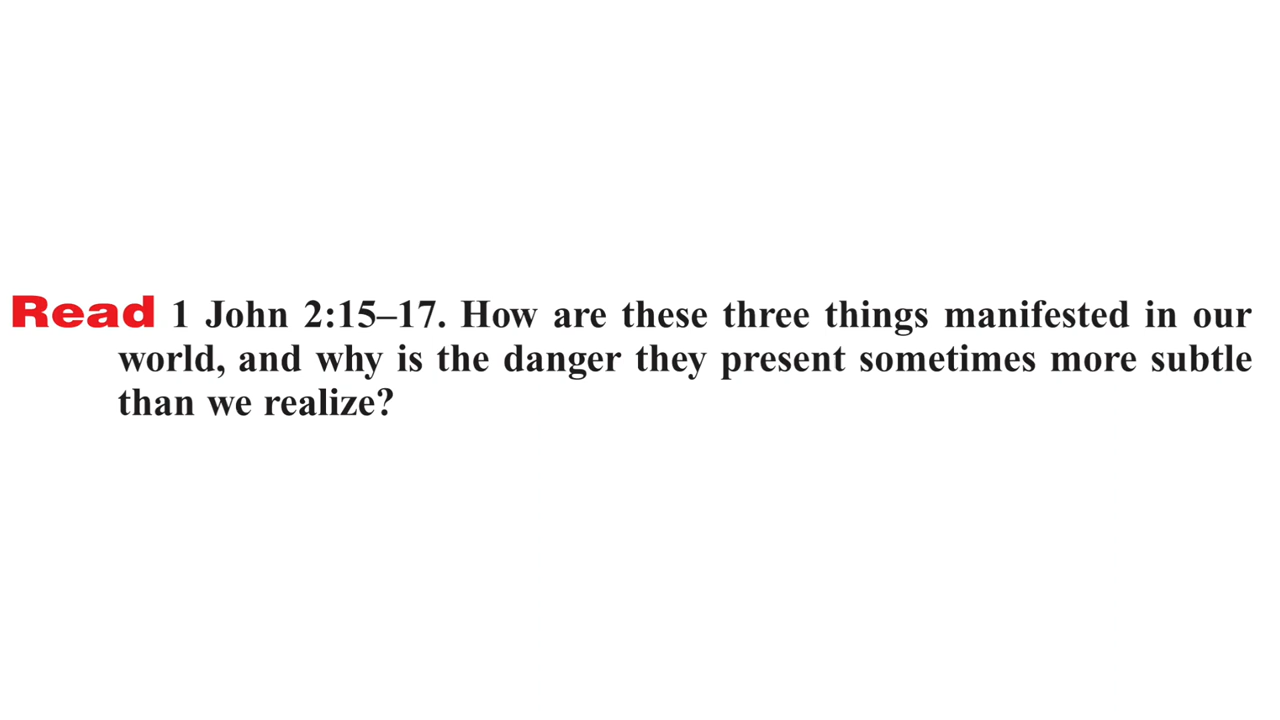 Read 1 John 2:15–17. How are these three things manifested in our
world, and why is the danger they present sometimes more subtle
than we realize?